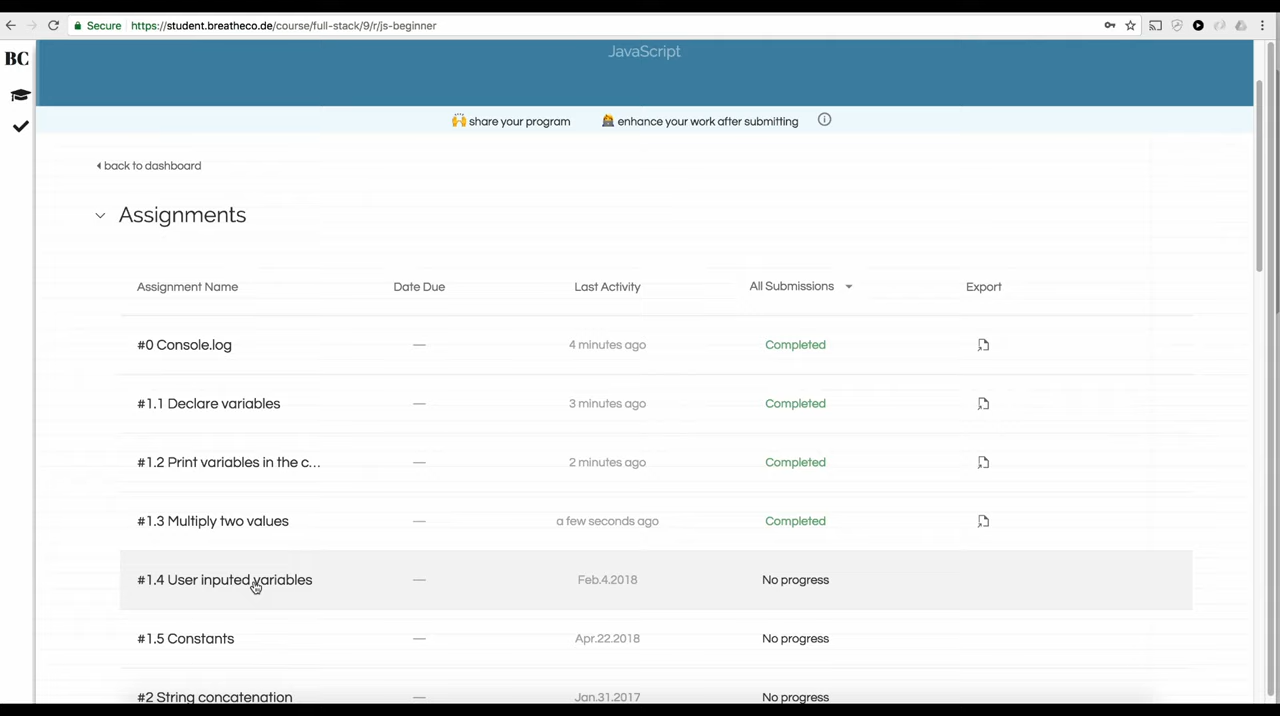 Secure https://student.breatheco.de/course/full-stack/9/r/js-beginner
BC
JavaScript
share your program enhance your work after submitting
back to dashboard
Assignments
Assignment Name Date Due Last Activity All Submissions Export
#0 Console.log — 4 minutes ago Completed
#1.1 Declare variables — 3 minutes ago Completed
#1.2 Print variables in the c... — 2 minutes ago Completed
#1.3 Multiply two values — a few seconds ago Completed
#1.4 User inputed variables — Feb.4.2018 No progress
#1.5 Constants — Apr.22.2018 No progress
#2 String concatenation — Jan.31.2017 No progress